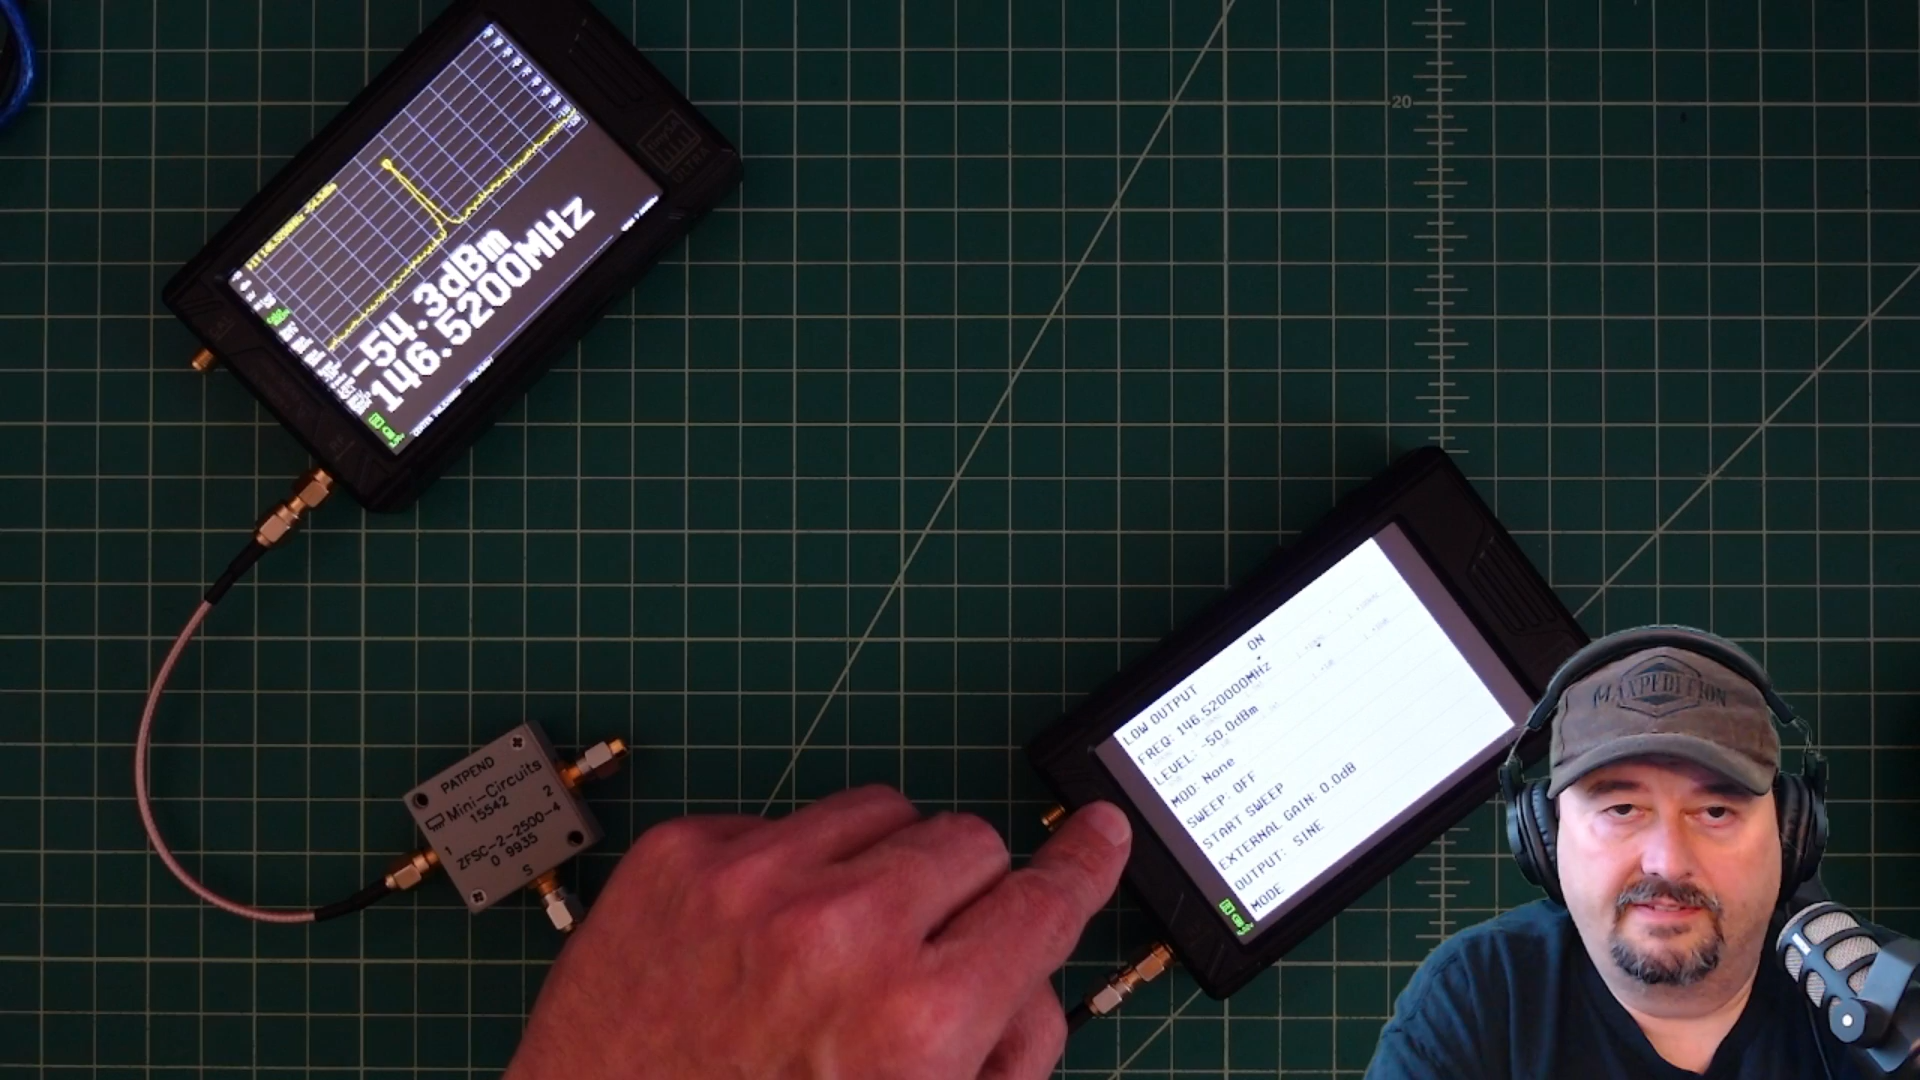 -54.3dBm
146.5200MHz
tinySA
ULTRA
20
PATPEND
Mini-Circuits
15542
1
2
ZFSC-2-2500-4
0 9935
S
LOW OUTPUT ON
FREQ: 146.520000MHz
LEVEL: -50.0dBm
MOD: None
SWEEP: OFF
START SWEEP
EXTERNAL GAIN: 0.0dB
OUTPUT: SINE
MODE
MAXPEDITION